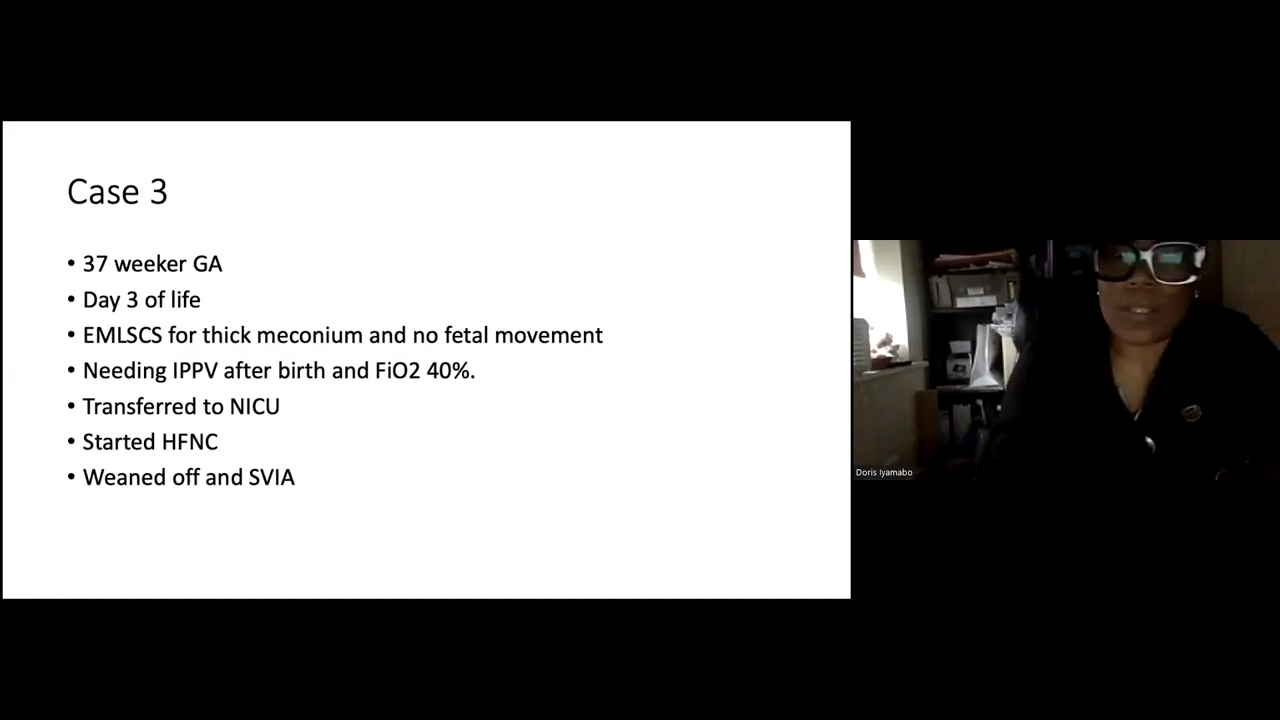 Case 3
• 37 weeker GA
• Day 3 of life
• EMLSCS for thick meconium and no fetal movement
• Needing IPPV after birth and FiO2 40%.
• Transferred to NICU
• Started HFNC
• Weaned off and SVIA
Doris Iyamabo